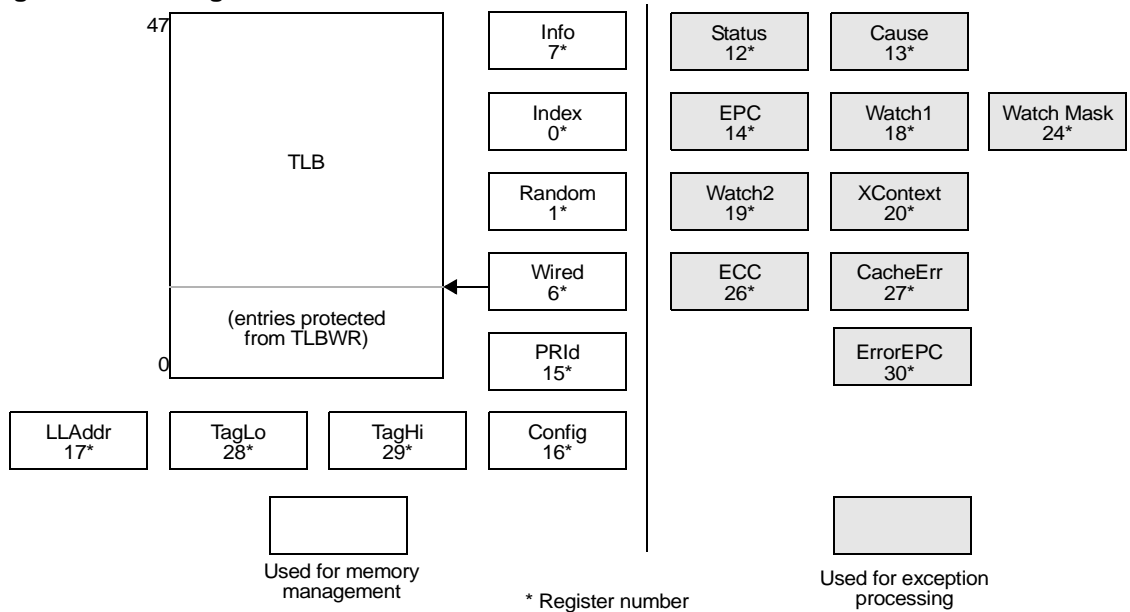 47
TLB
(entries protected
from TLBWR)
0
Info
7*
Index
0*
Random
1*
Wired
6*
PRId
15*
LLAddr
17*
TagLo
28*
TagHi
29*
Config
16*
Status
12*
Cause
13*
EPC
14*
Watch1
18*
Watch Mask
24*
Watch2
19*
XContext
20*
ECC
26*
CacheErr
27*
ErrorEPC
30*
Used for memory
management
* Register number
Used for exception
processing